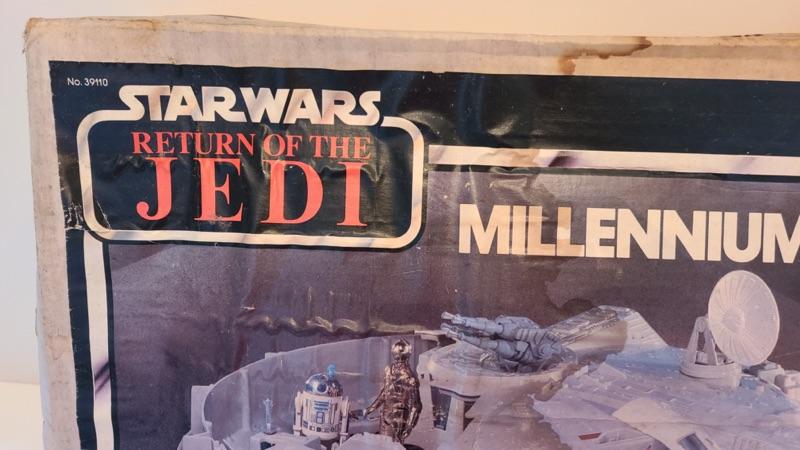 No. 39110
STAR WARS
RETURN OF THE
JEDI
MILLENNIUM